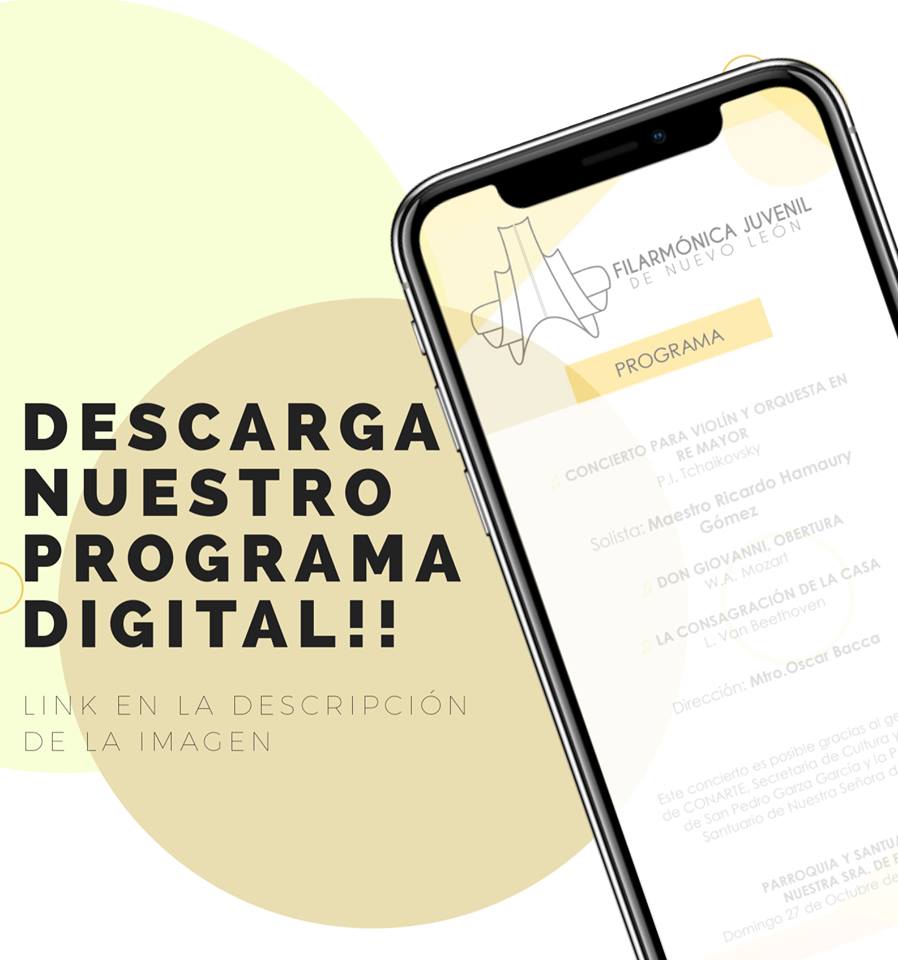 DESCARGA
NUESTRO
PROGRAMA
DIGITAL!!
LINK EN LA DESCRIPCIÓN
DE LA IMAGEN
FILARMÓNICA JUVENIL
DE NUEVO LEÓN
PROGRAMA
CONCIERTO PARA VIOLÍN Y ORQUESTA EN
RE MAYOR
P.I. Tchaikovsky
Solista: Maestro Ricardo Hamaury
Gómez
DON GIOVANNI, OBERTURA
W.A. Mozart
LA CONSAGRACIÓN DE LA CASA
L. Van Beethoven
Dirección: Mtro.Oscar Bacca
Este concierto es posible gracias al
de CONARTE, Secretaria de Cultura y
de San Pedro Garza García y la
Santuario de Nuestra Señora
PARROQUIA Y
NUESTRA SRA. DE
Domingo 27 de Octubre